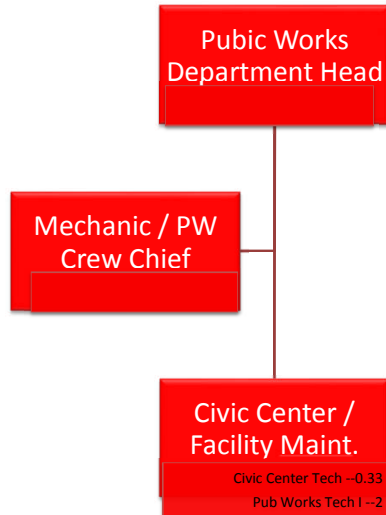 Pubic Works
Department Head
Mechanic / PW
Crew Chief
Civic Center /
Facility Maint.
Civic Center Tech --0.33
Pub Works Tech I --2